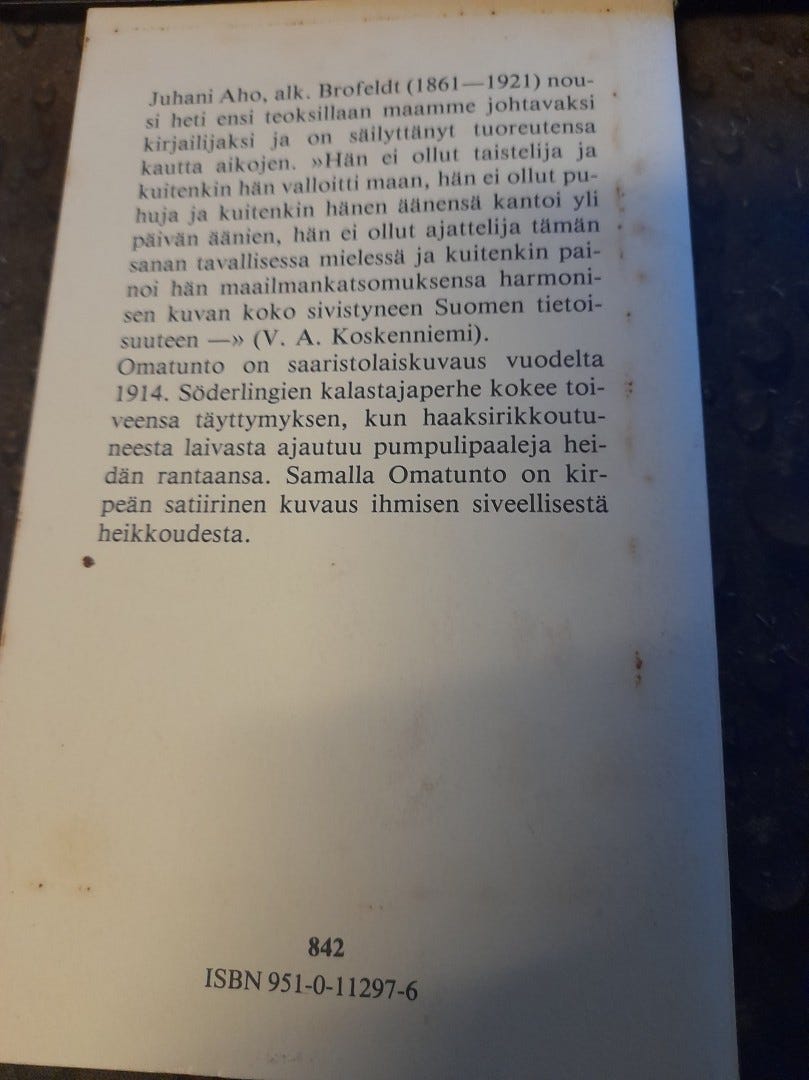 Juhani Aho, alk. Brofeldt (1861—1921) nou-
si heti ensi teoksillaan maamme johtavaksi
kirjailijaksi ja on säilyttänyt tuoreutensa
kautta aikojen. »Hän ei ollut taistelija ja
kuitenkin hän valloitti maan, hän ei ollut pu-
huja ja kuitenkin hänen äänensä kantoi yli
päivän äänien, hän ei ollut ajattelija tämän
sanan tavallisessa mielessä ja kuitenkin pai-
noi hän maailmankatsomuksensa harmoni-
sen kuvan koko sivistyneen Suomen tietoi-
suuteen —» (V. A. Koskenniemi).
Omatunto on saaristolaiskuvaus vuodelta
1914. Söderlingien kalastajaperhe kokee toi-
veensa täyttymyksen, kun haaksirikkoutu-
neesta laivasta ajautuu pumpulipaaleja hei-
dän rantaansa. Samalla Omatunto on kir-
peän satiirinen kuvaus ihmisen siveellisestä
heikkoudesta.
842
ISBN 951-0-11297-6